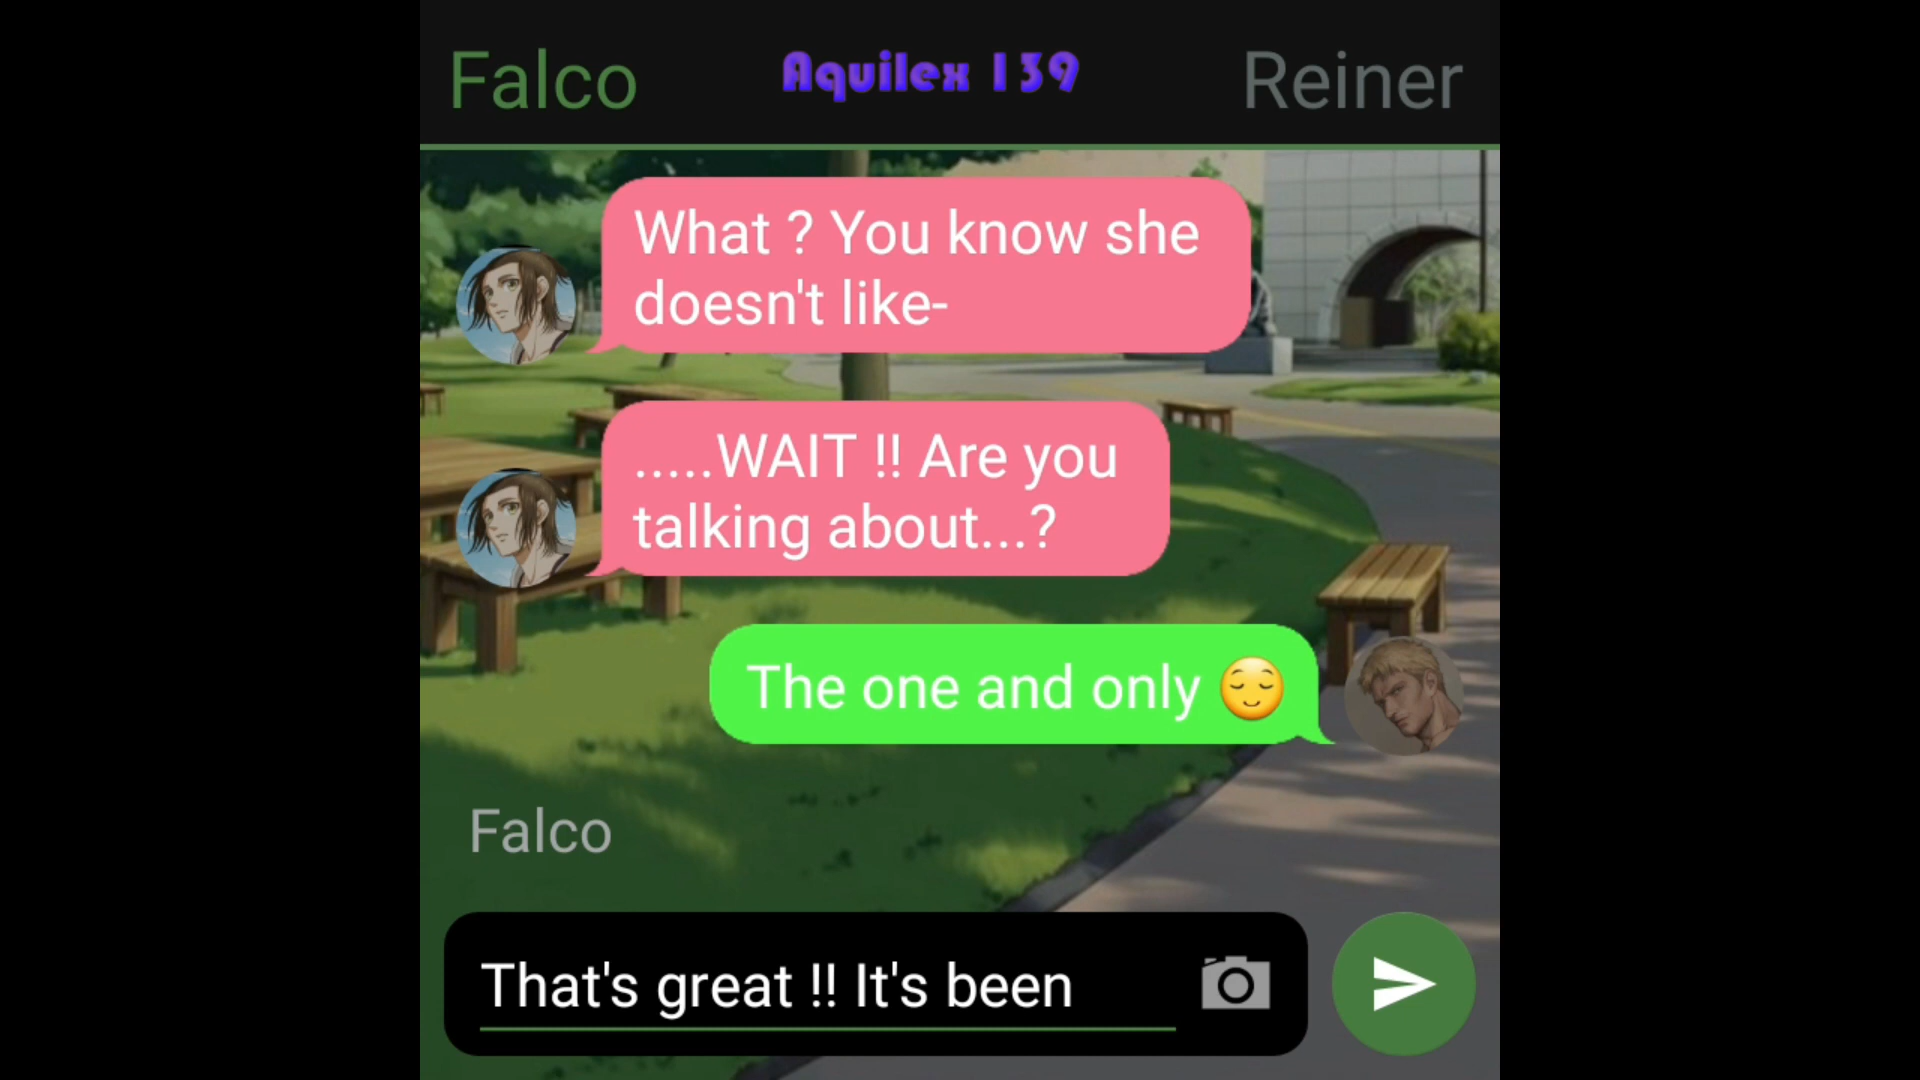 Falco Aquilex 139 Reiner
What ? You know she
doesn't like-
.....WAIT !! Are you
talking about...?
The one and only 😌
Falco
That's great !! It's been